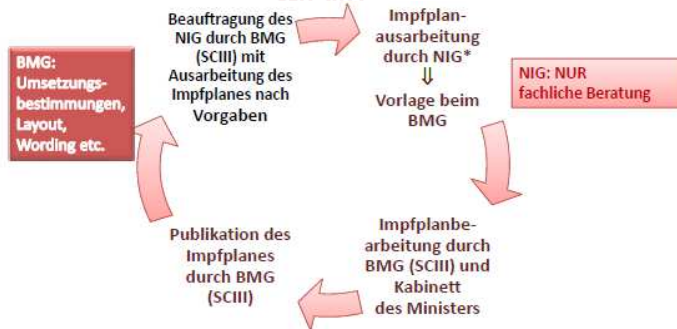 Beauftragung des
NIG durch BMG
(SCIII) mit
Ausarbeitung des
Impfplanes nach
Vorgaben
Impfplan-
ausarbeitung
durch NIG*
⇓
Vorlage beim
BMG
NIG: NUR
fachliche Beratung
Impfplanbe-
arbeitung durch
BMG (SCIII) und
Kabinett
des Ministers
Publikation des
Impfplanes
durch BMG
(SCIII)
BMG:
Umsetzungs-
bestimmungen,
Layout,
Wording etc.